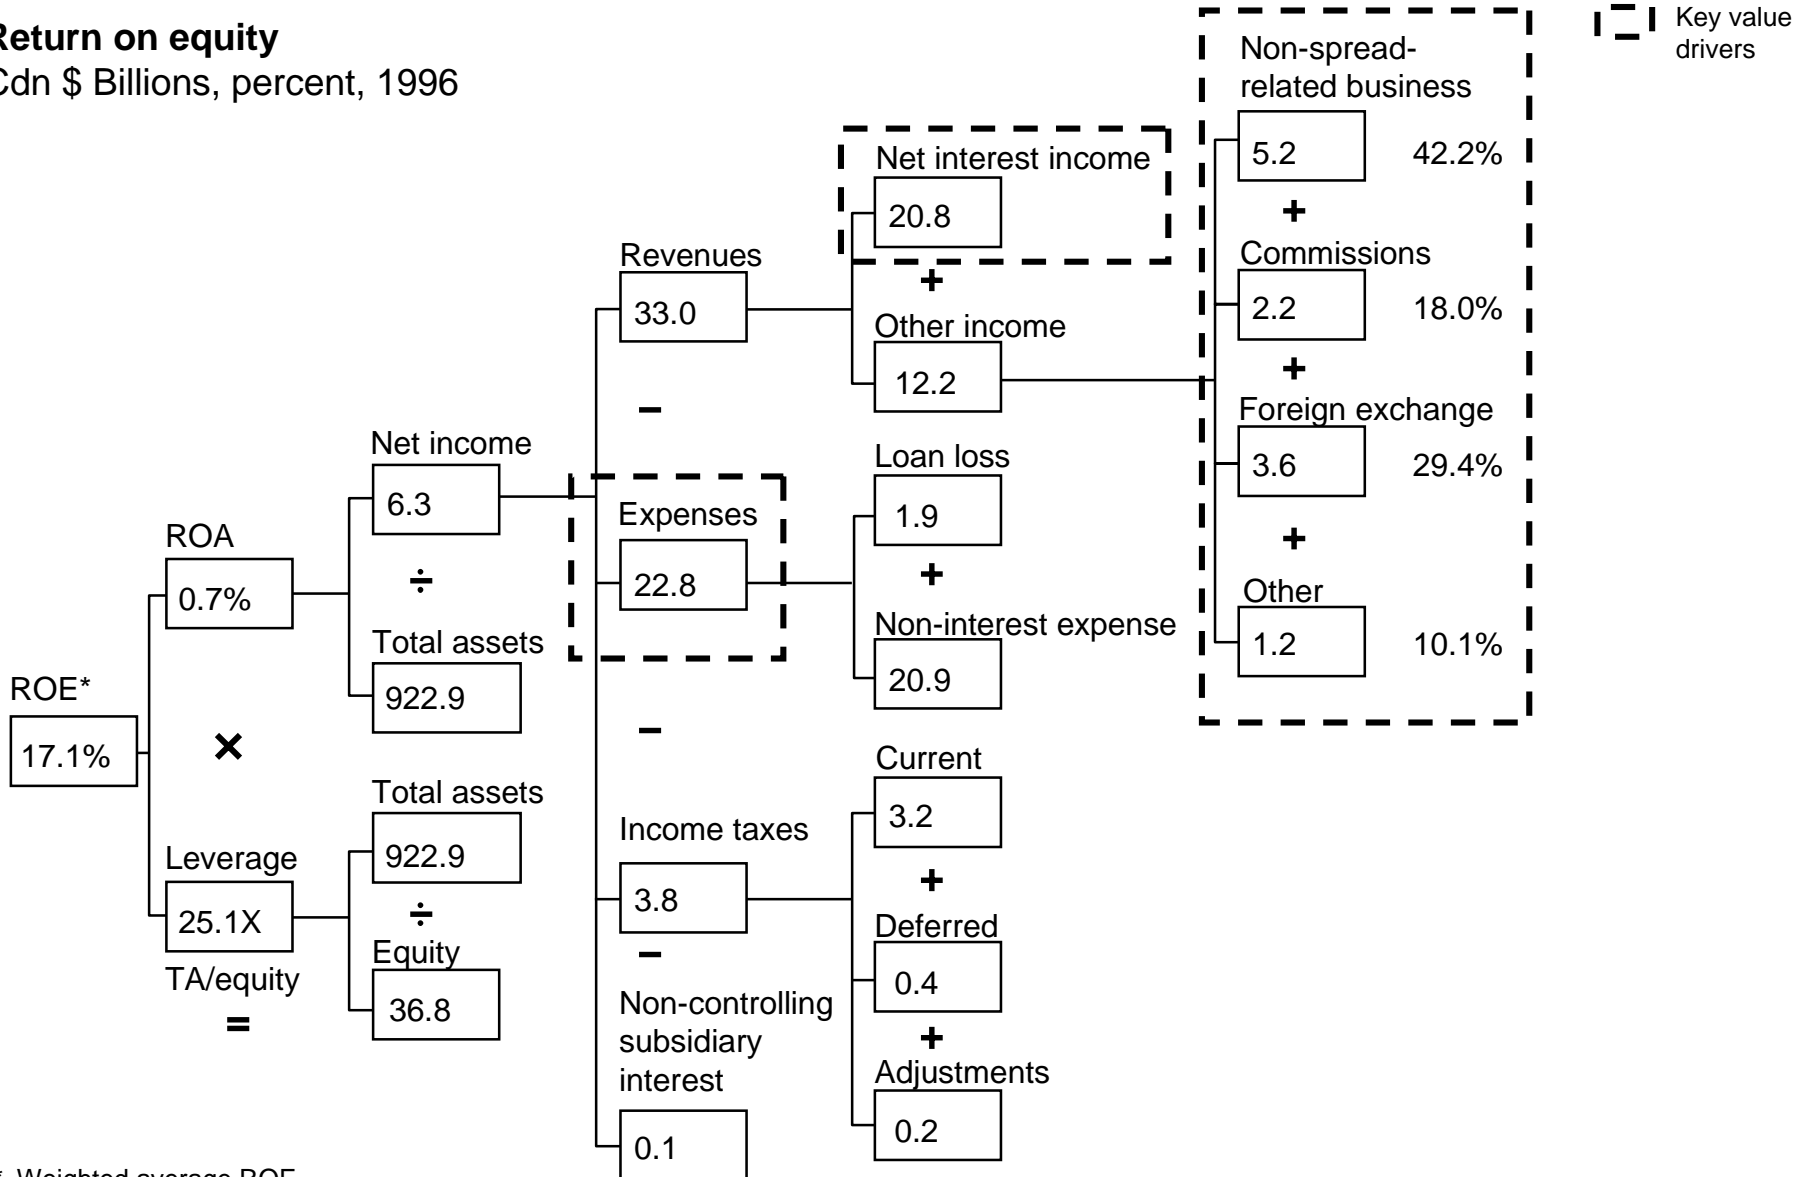 Return on equity
Cdn $ Billions, percent, 1996
Key value
drivers
Non-spread-
related business
5.2 42.2%
+
Commissions
2.2 18.0%
+
Foreign exchange
3.6 29.4%
+
Other
1.2 10.1%
Net interest income
20.8
+
Other income
12.2
Revenues
33.0
−
Expenses
22.8
−
Income taxes
3.8
−
Non-controlling
subsidiary
interest
0.1
Loan loss
1.9
+
Non-interest expense
20.9
Current
3.2
+
Deferred
0.4
+
Adjustments
0.2
Net income
6.3
÷
Total assets
922.9
Total assets
922.9
÷
Equity
36.8
ROA
0.7%
×
Leverage
25.1X
TA/equity
=
ROE*
17.1%
* Weighted average ROE